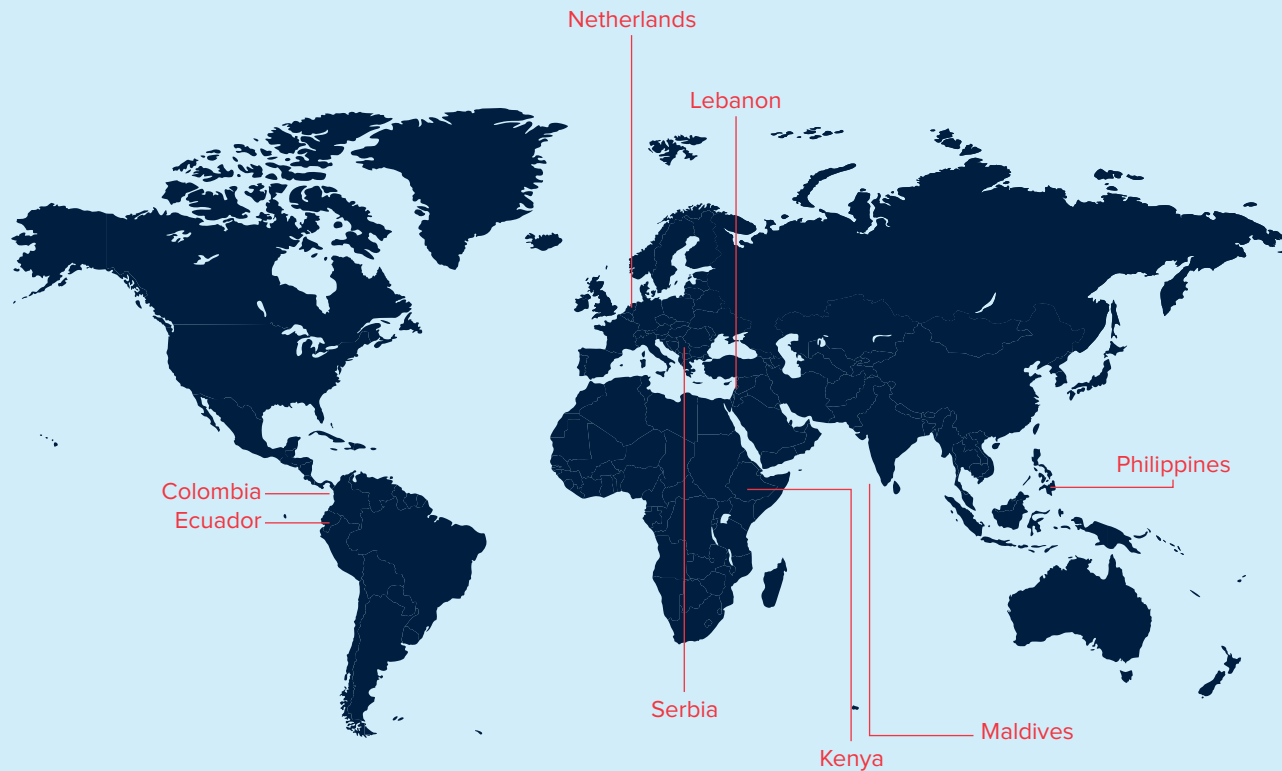 Netherlands
Lebanon
Philippines
Colombia
Ecuador
Serbia
Maldives
Kenya